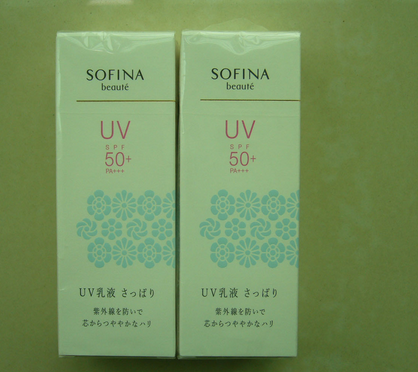 SOFINA
beauté
UV
SPF
50+
PA+++
UV乳液 さっぱり
紫外線を防いで
芯からつややかなハリ
SOFINA
beauté
UV
SPF
50+
PA+++
UV乳液 さっぱり
紫外線を防いで
芯からつややかなハリ